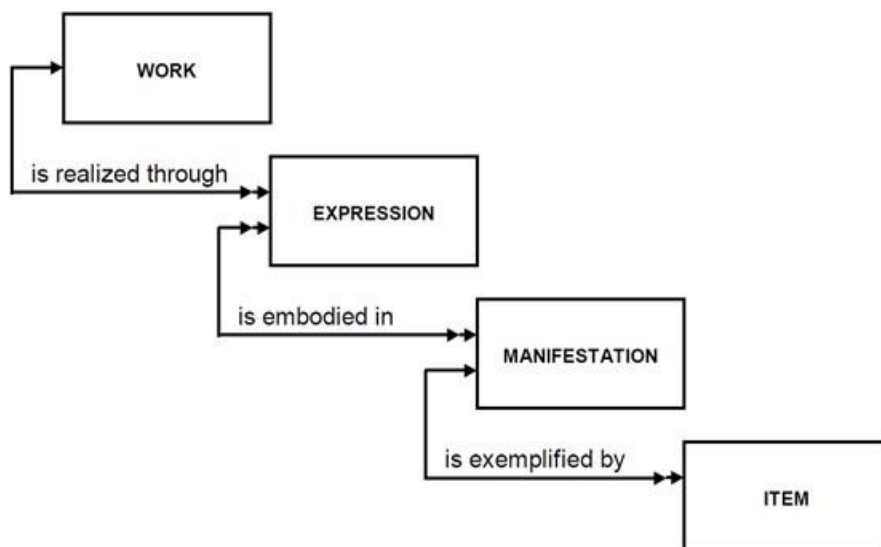 WORK
is realized through
EXPRESSION
is embodied in
MANIFESTATION
is exemplified by
ITEM